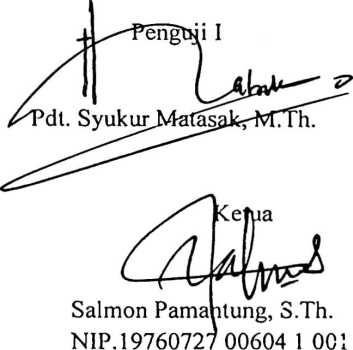 Penguji I
Pdt. Syukur Matasak, M.Th.
Ketua
Salmon Pamantung, S.Th.
NIP.19760727 00604 1 001